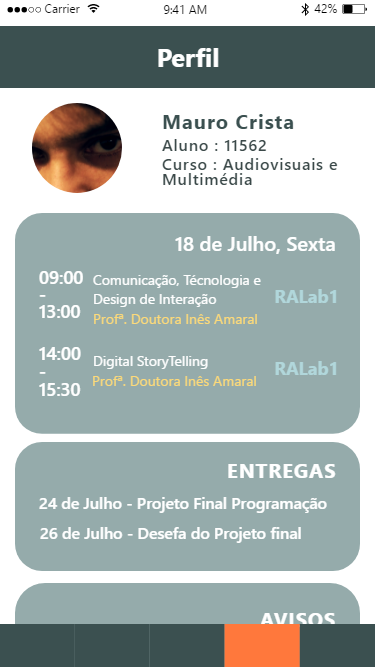 Carrier 9:41 AM 42%
Perfil
Mauro Crista
Aluno : 11562
Curso : Audiovisuais e
Multimédia
18 de Julho, Sexta
09:00
-
13:00
Comunicação, Técnologia e
Design de Interação
Profª. Doutora Inês Amaral
RALab1
14:00
-
15:30
Digital StoryTelling
Profª. Doutora Inês Amaral
RALab1
ENTREGAS
24 de Julho - Projeto Final Programação
26 de Julho - Desefa do Projeto final
AVISOS